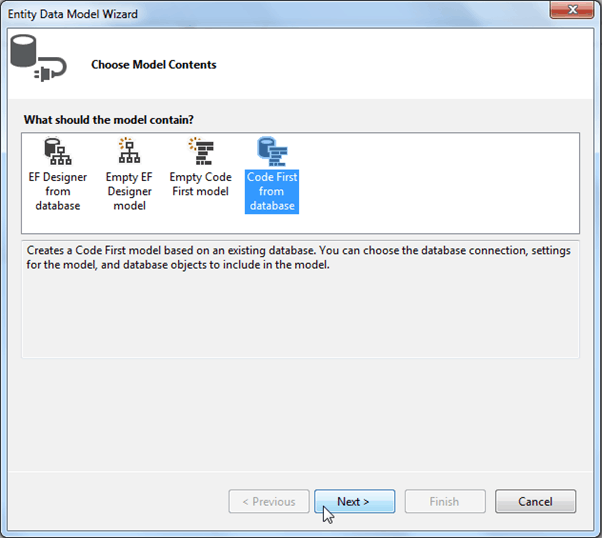 Entity Data Model Wizard
Choose Model Contents
What should the model contain?
EF Designer
from
database
Empty EF
Designer
model
Empty Code
First model
Code First
from
database
Creates a Code First model based on an existing database. You can choose the database connection, settings
for the model, and database objects to include in the model.
< Previous
Next >
Finish
Cancel